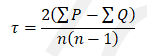 τ = 2(∑P − ∑Q) / n(n − 1)